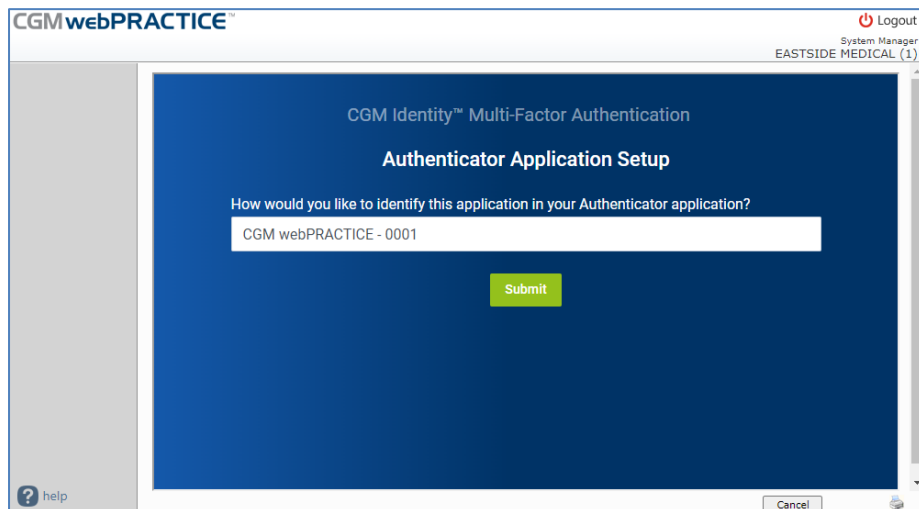 CGM webPRACTICE™
Logout
System Manager
EASTSIDE MEDICAL (1)
CGM Identity™ Multi-Factor Authentication
Authenticator Application Setup
How would you like to identify this application in your Authenticator application?
CGM webPRACTICE - 0001
Submit
? help
Cancel